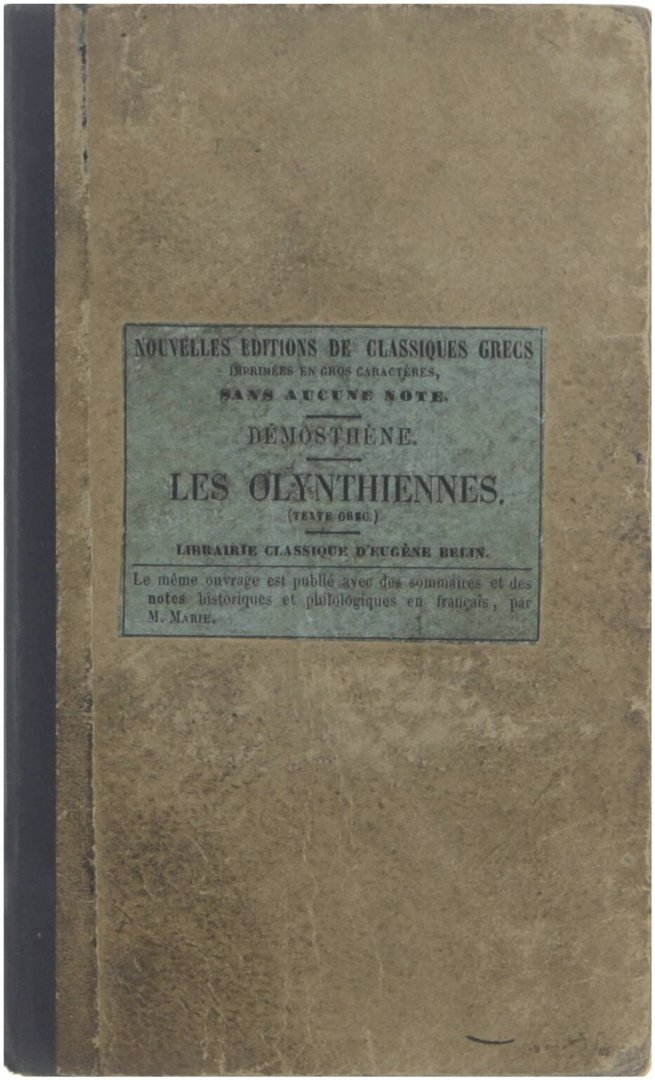 NOUVELLES EDITIONS DE CLASSIQUES GRECS
IMPRIMÉES EN GROS CARACTÈRES,
SANS AUCUNE NOTE.
DÉMOSTHÈNE.
LES OLYNTHIENNES.
(TEXTE GREC.)
LIBRAIRIE CLASSIQUE D'EUGÈNE BELIN.
Le même ouvrage est publié avec des sommaires et des
notes historiques et philologiques en français, par
M. MARIE.